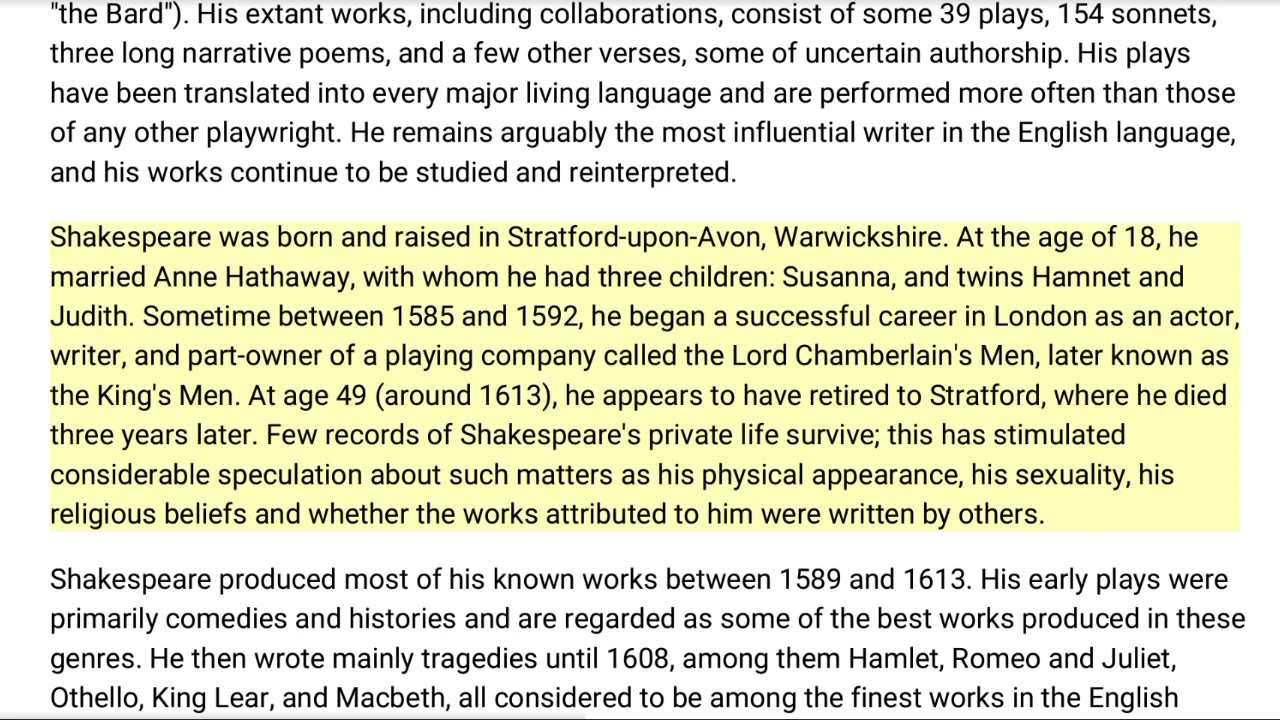 "the Bard"). His extant works, including collaborations, consist of some 39 plays, 154 sonnets,
three long narrative poems, and a few other verses, some of uncertain authorship. His plays
have been translated into every major living language and are performed more often than those
of any other playwright. He remains arguably the most influential writer in the English language,
and his works continue to be studied and reinterpreted.
Shakespeare was born and raised in Stratford-upon-Avon, Warwickshire. At the age of 18, he
married Anne Hathaway, with whom he had three children: Susanna, and twins Hamnet and
Judith. Sometime between 1585 and 1592, he began a successful career in London as an actor,
writer, and part-owner of a playing company called the Lord Chamberlain's Men, later known as
the King's Men. At age 49 (around 1613), he appears to have retired to Stratford, where he died
three years later. Few records of Shakespeare's private life survive; this has stimulated
considerable speculation about such matters as his physical appearance, his sexuality, his
religious beliefs and whether the works attributed to him were written by others.
Shakespeare produced most of his known works between 1589 and 1613. His early plays were
primarily comedies and histories and are regarded as some of the best works produced in these
genres. He then wrote mainly tragedies until 1608, among them Hamlet, Romeo and Juliet,
Othello, King Lear, and Macbeth, all considered to be among the finest works in the English